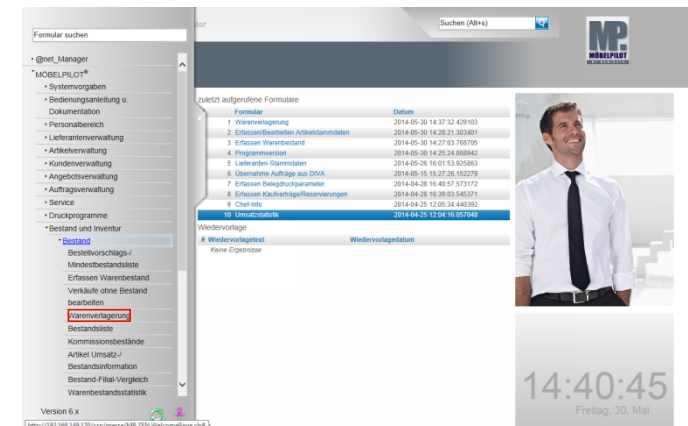 Formular suchen
tor
Suchen (Alt+s)
MP.
MÖBELPILOT
@net_Manager
MÖBELPILOT®
Systemvorgaben
Bedienungsanleitung u.
Dokumentation
Personalbereich
Lieferantenverwaltung
Artikelverwaltung
Kundenverwaltung
Angebotsverwaltung
Auftragsverwaltung
Service
Druckprogramme
Bestand und Inventur
Bestand
Bestellvorschlags-/
Mindestbestandsliste
Erfassen Warenbestand
Verkäufe ohne Bestand
bearbeiten
Warenverlagerung
Bestandsliste
Kommissionsbestände
Artikel Umsatz-/
Bestandsinformation
Bestand-Filial-Vergleich
Warenbestandsstatistik
Version 6.x
zuletzt aufgerufene Formulare
Formular Datum
1 Warenverlagerung 2014-05-30 14:37:32.429103
2 Erfassen/Bearbeiten Artikelstammdaten 2014-05-30 14:28:21.303401
3 Erfassen Warenbestand 2014-05-30 14:27:03.768705
4 Programmversion 2014-05-30 14:25:24.868942
5 Lieferanten-Stammdaten 2014-05-26 16:01:53.925863
6 Übernahme Aufträge aus DIVA 2014-05-15 15:27:26.152279
7 Erfassen Belegdruckparameter 2014-04-28 16:40:57.573172
8 Erfassen Kaufverträge/Reservierungen 2014-04-28 16:39:03.545371
9 Chef-Info 2014-04-25 12:05:34.440392
10 Umsatzstatistik 2014-04-25 12:04:16.057048
Wiedervorlage
# Wiedervorlagetext Wiedervorlagedatum
Keine Ergebnisse
14:40:45
Freitag, 30. Mai